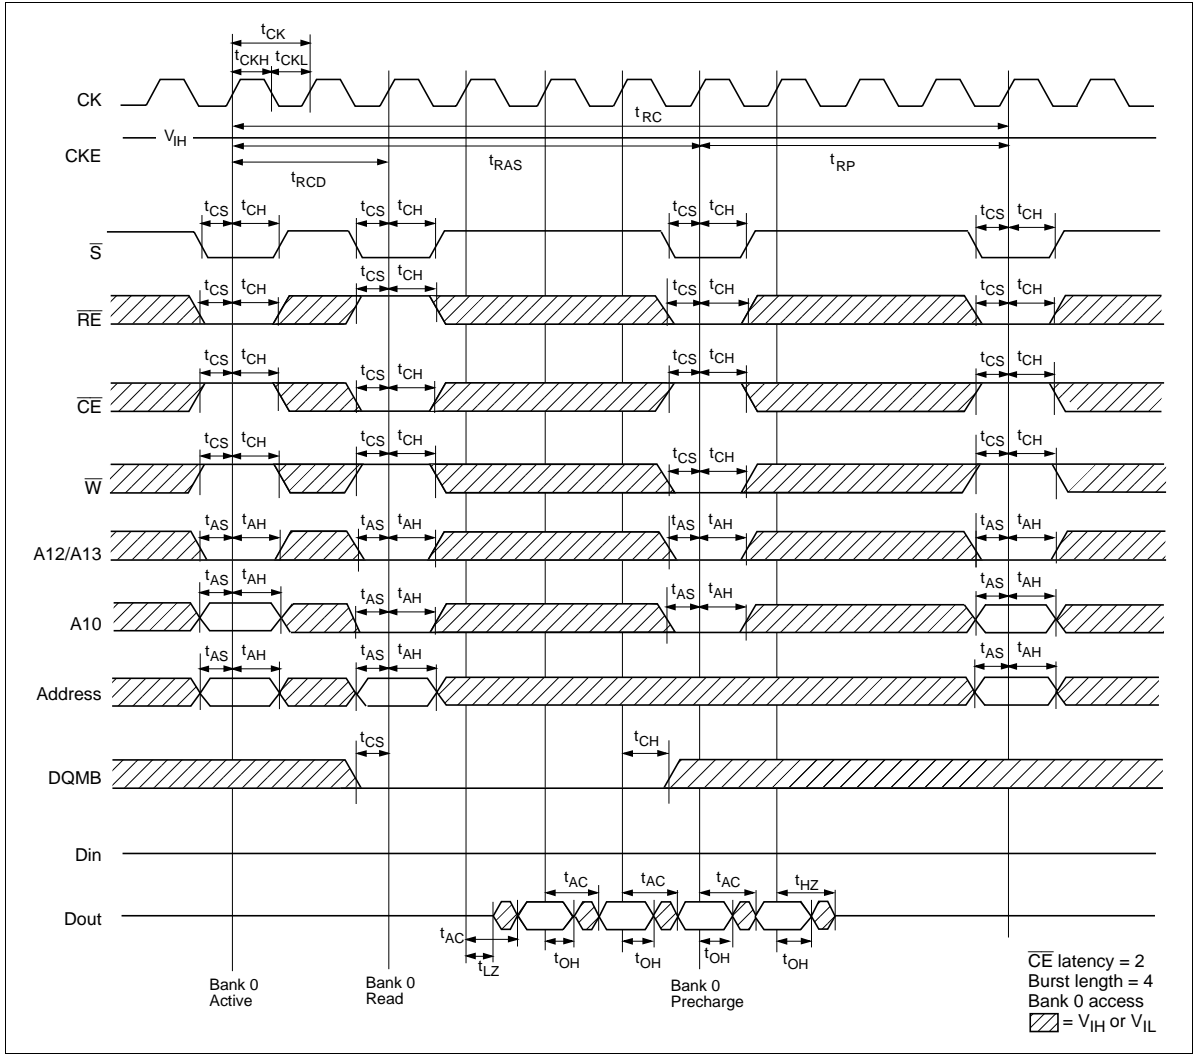 tCK
tCKH tCKL
CK
tRC
VIH
CKE
tRAS
tRP
tRCD
tCS tCH tCS tCH tCS tCH tCS tCH
S
tCS tCH tCS tCH tCS tCH tCS tCH
RE
tCS tCH tCS tCH tCS tCH tCS tCH
CE
tCS tCH tCS tCH tCS tCH tCS tCH
W
tAS tAH tAS tAH tAS tAH tAS tAH
A12/A13
tAS tAH tAS tAH tAS tAH tAS tAH
A10
tAS tAH tAS tAH tAS tAH
Address
tCS tCH
DQMB
Din
tAC tAC tAC tHZ
Dout
tAC
tLZ tOH tOH tOH tOH
Bank 0
Active
Bank 0
Read
Bank 0
Precharge
CE latency = 2
Burst length = 4
Bank 0 access
= VIH or VIL